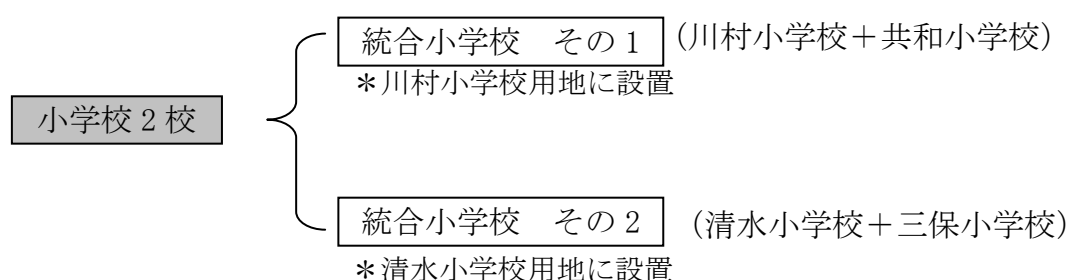 統合小学校　その１ （川村小学校＋共和小学校）
＊川村小学校用地に設置
小学校２校
統合小学校　その２ （清水小学校＋三保小学校）
＊清水小学校用地に設置